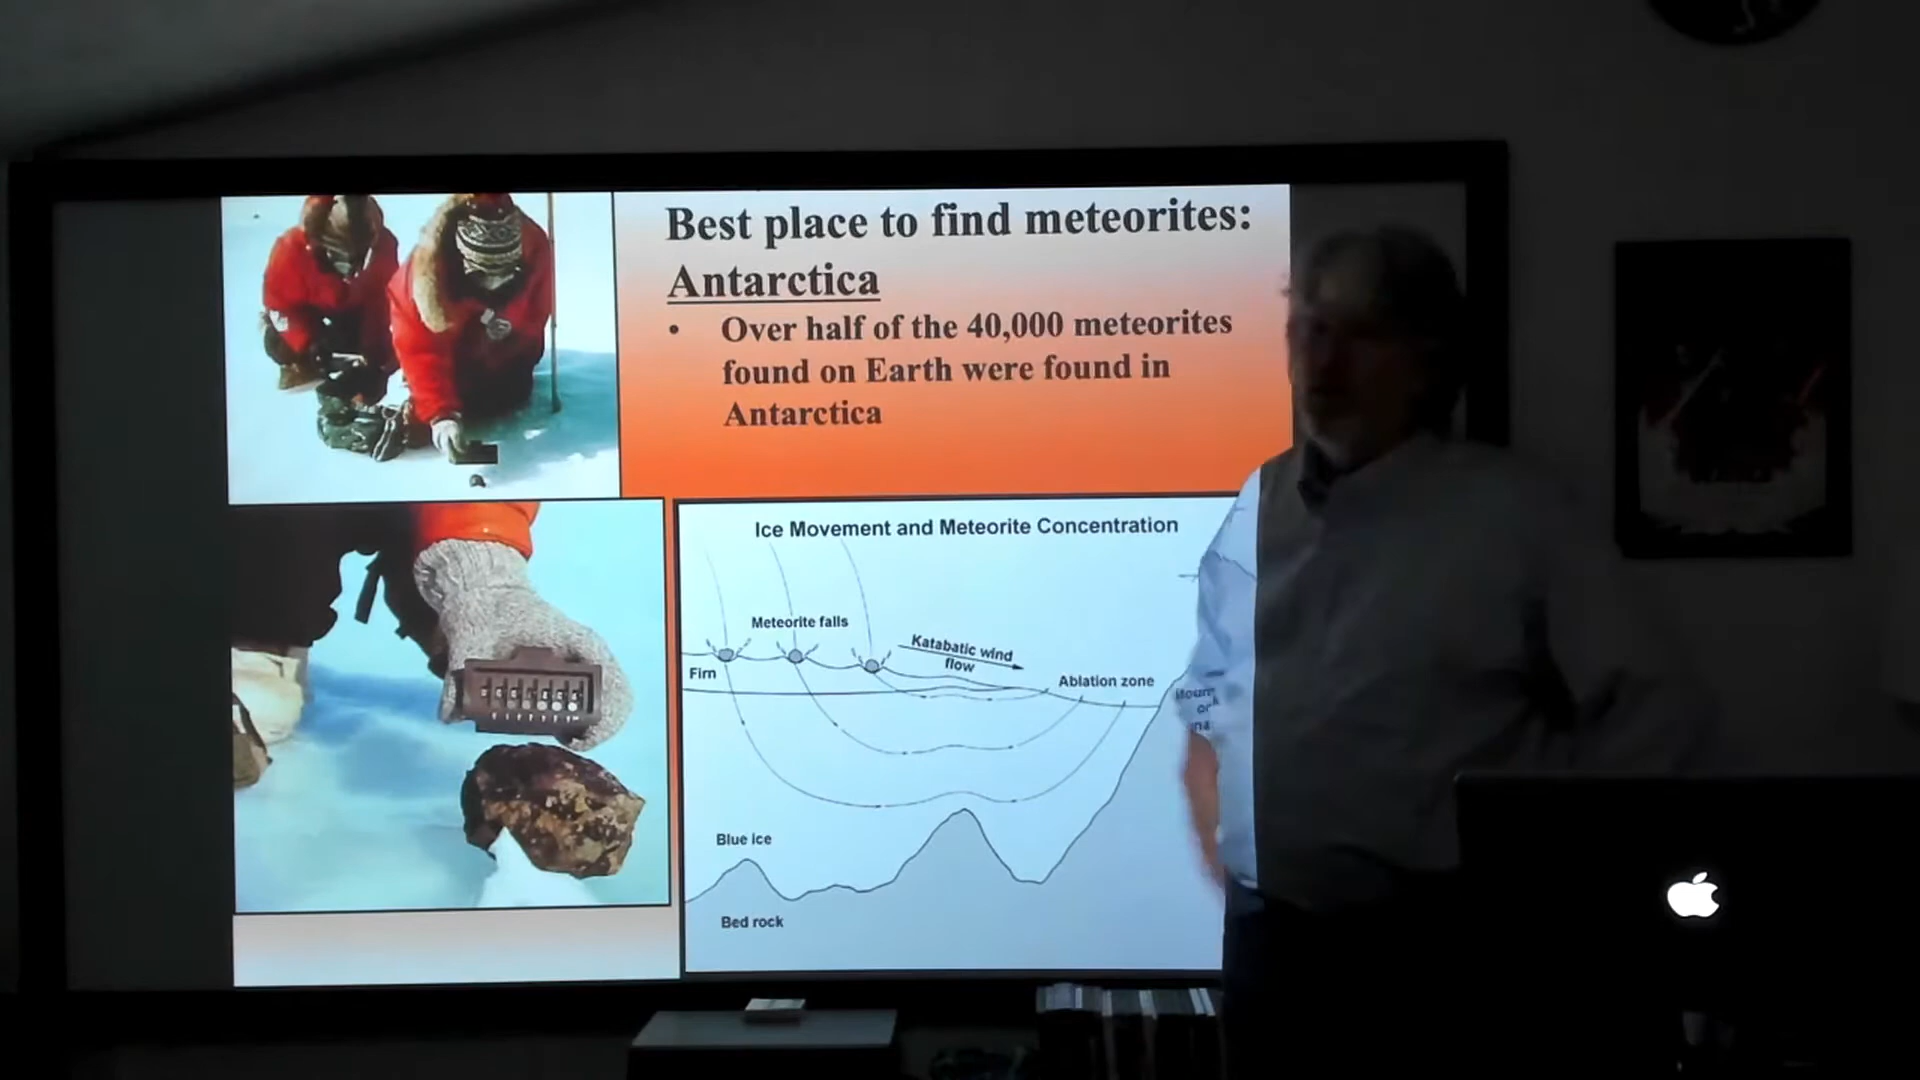 Best place to find meteorites:
Antarctica
• Over half of the 40,000 meteorites
found on Earth were found in
Antarctica
Ice Movement and Meteorite Concentration
Meteorite falls
Katabatic wind
flow
Firn
Ablation zone
Blue ice
Bed rock